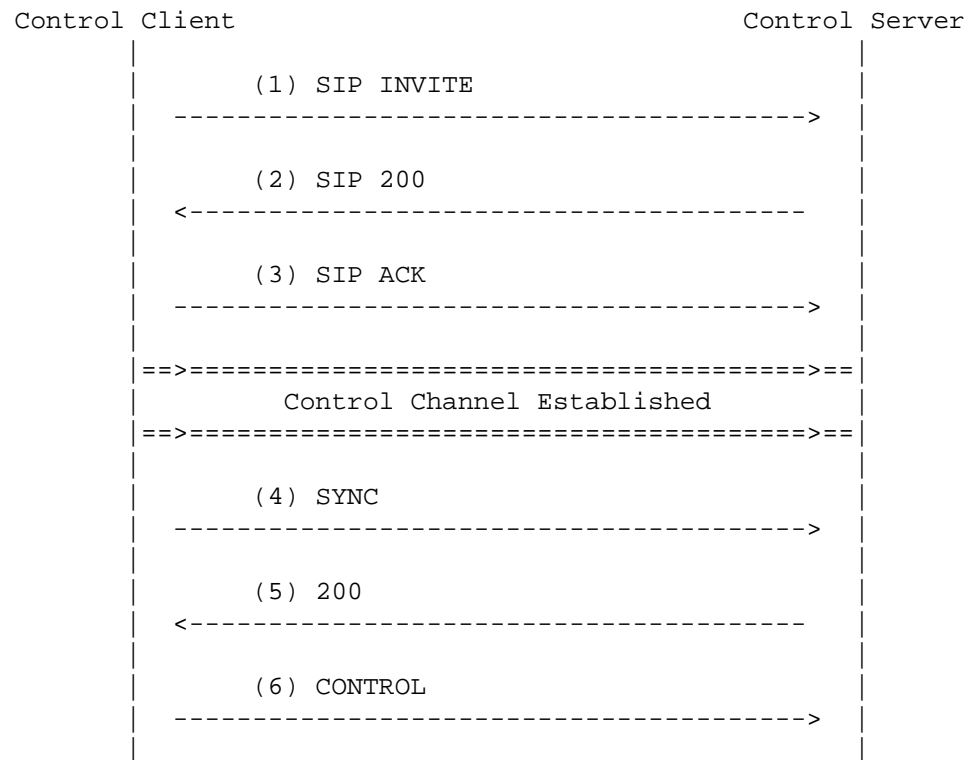 Control Client Control Server
(1) SIP INVITE
(2) SIP 200
(3) SIP ACK
Control Channel Established
(4) SYNC
(5) 200
(6) CONTROL